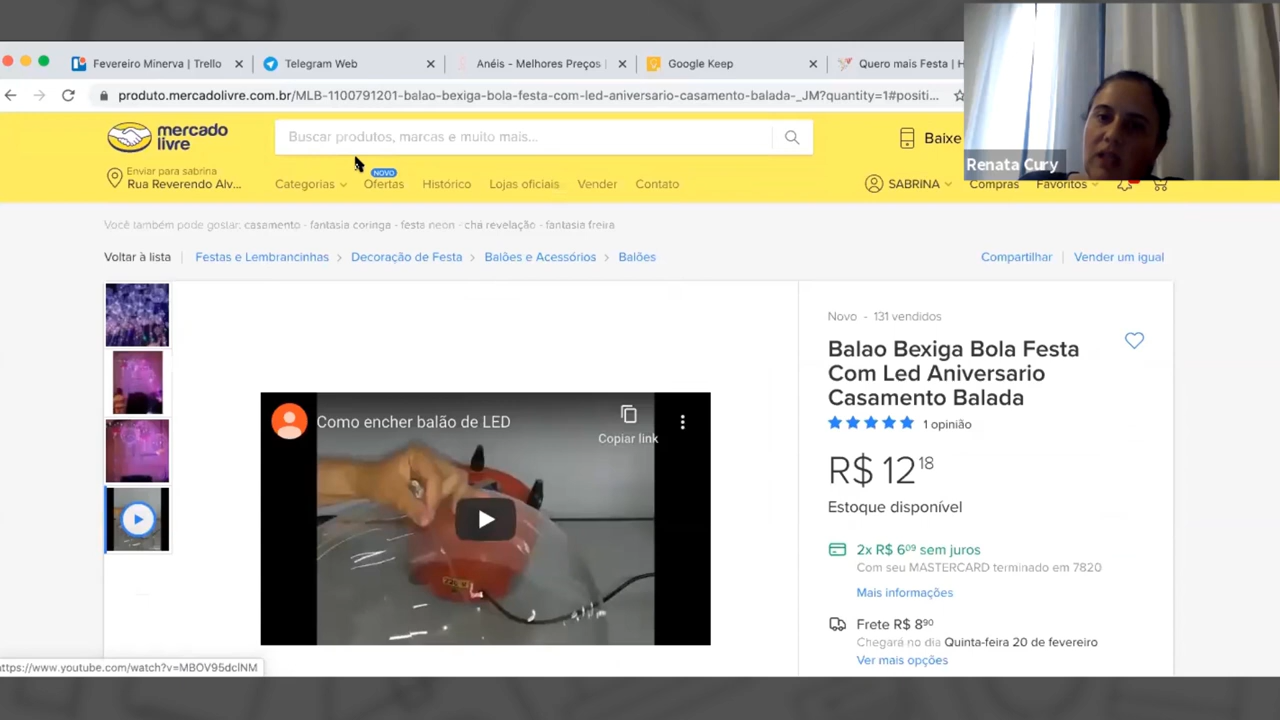 Fevereiro Minerva | Trello
Telegram Web
Anéis - Melhores Preços |
Google Keep
Quero mais Festa | H
produto.mercadolivre.com.br/MLB-1100791201-balao-bexiga-bola-festa-com-led-aniversario-casamento-balada-_JM?quantity=1#positi...
mercado
livre
Buscar produtos, marcas e muito mais...
Baixe
Renata Cury
Enviar para sabrina
Rua Reverendo Alv...
NOVO
Categorias
Ofertas
Histórico
Lojas oficiais
Vender
Contato
SABRINA
Compras
Favoritos
Você também pode gostar: casamento - fantasia coringa - festa neon - chá revelação - fantasia freira
Voltar à lista
Festas e Lembrancinhas > Decoração de Festa > Balões e Acessórios > Balões
Compartilhar
Vender um igual
Novo - 131 vendidos
Balao Bexiga Bola Festa
Com Led Aniversario
Casamento Balada
1 opinião
R$ 12 18
Estoque disponível
2x R$ 6 09 sem juros
Com seu MASTERCARD terminado em 7820
Mais informações
Frete R$ 8 90
Chegará no dia Quinta-feira 20 de fevereiro
Ver mais opções
Como encher balão de LED
Copiar link
https://www.youtube.com/watch?v=MBOV95dclNM